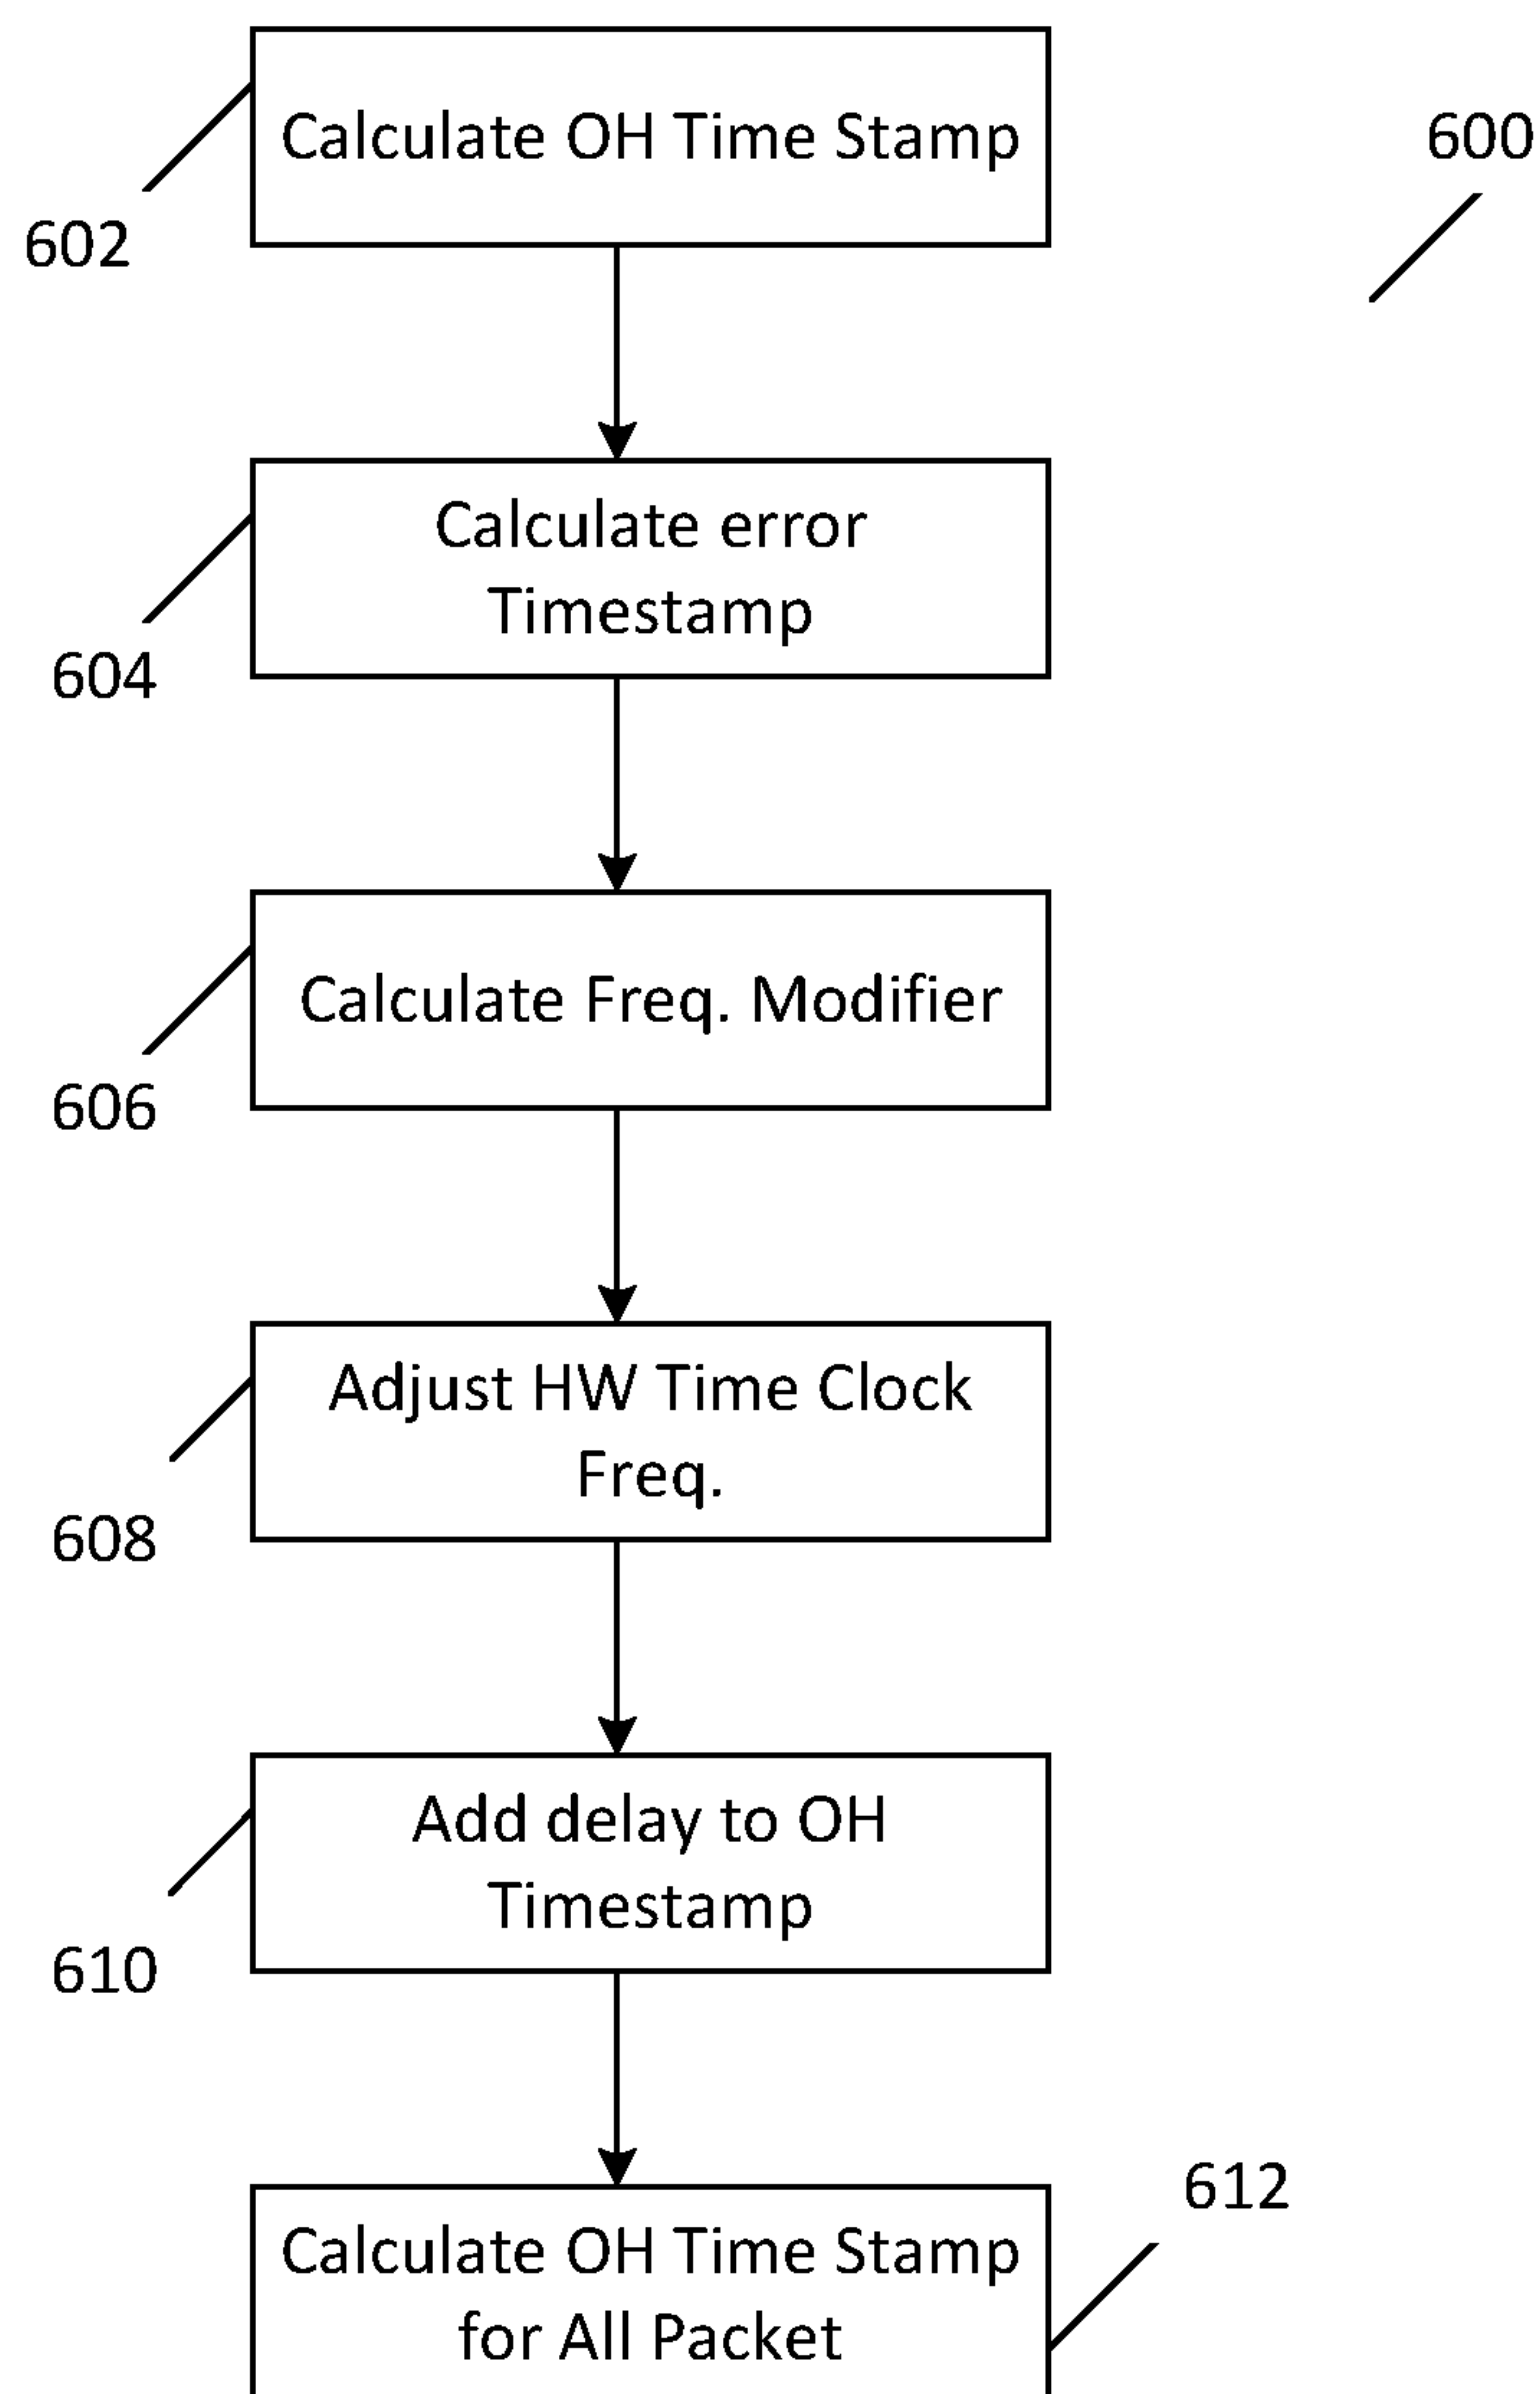 Calculate OH Time Stamp
600
602
Calculate error
Timestamp
604
Calculate Freq. Modifier
606
Adjust HW Time Clock
Freq.
608
Add delay to OH
Timestamp
610
612
Calculate OH Time Stamp
for All Packet